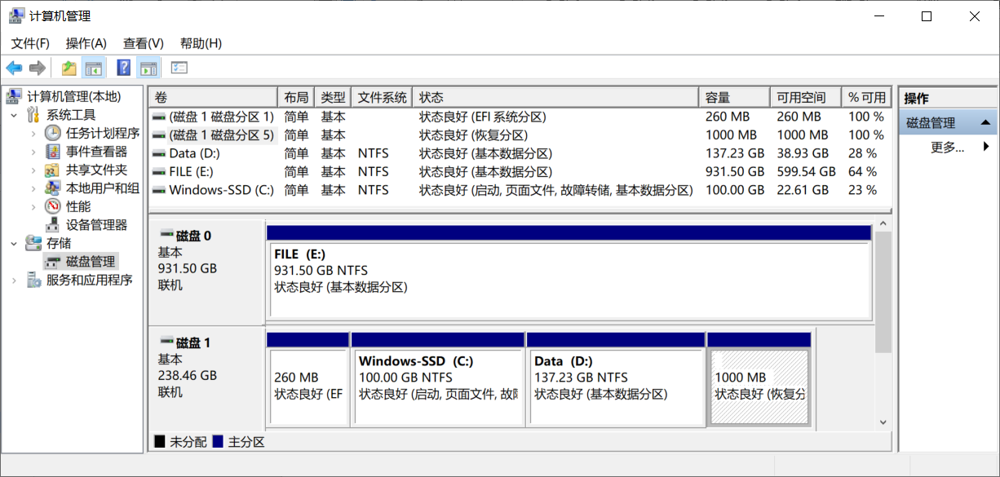 计算机管理
文件(F) 操作(A) 查看(V) 帮助(H)
计算机管理(本地)
系统工具
任务计划程序
事件查看器
共享文件夹
本地用户和组
性能
设备管理器
存储
磁盘管理
服务和应用程序
卷 布局 类型 文件系统 状态 容量 可用空间 % 可用
(磁盘 1 磁盘分区 1) 简单 基本 状态良好 (EFI 系统分区) 260 MB 260 MB 100 %
(磁盘 1 磁盘分区 5) 简单 基本 状态良好 (恢复分区) 1000 MB 1000 MB 100 %
Data (D:) 简单 基本 NTFS 状态良好 (基本数据分区) 137.23 GB 38.93 GB 28 %
FILE (E:) 简单 基本 NTFS 状态良好 (基本数据分区) 931.50 GB 599.54 GB 64 %
Windows-SSD (C:) 简单 基本 NTFS 状态良好 (启动, 页面文件, 故障转储, 基本数据分区) 100.00 GB 22.61 GB 23 %
磁盘 0
基本
931.50 GB
联机
FILE (E:)
931.50 GB NTFS
状态良好 (基本数据分区)
磁盘 1
基本
238.46 GB
联机
260 MB
状态良好 (EF
Windows-SSD (C:)
100.00 GB NTFS
状态良好 (启动, 页面文件, 故障
Data (D:)
137.23 GB NTFS
状态良好 (基本数据分区)
1000 MB
状态良好 (恢复分
未分配 主分区
操作
磁盘管理
更多...